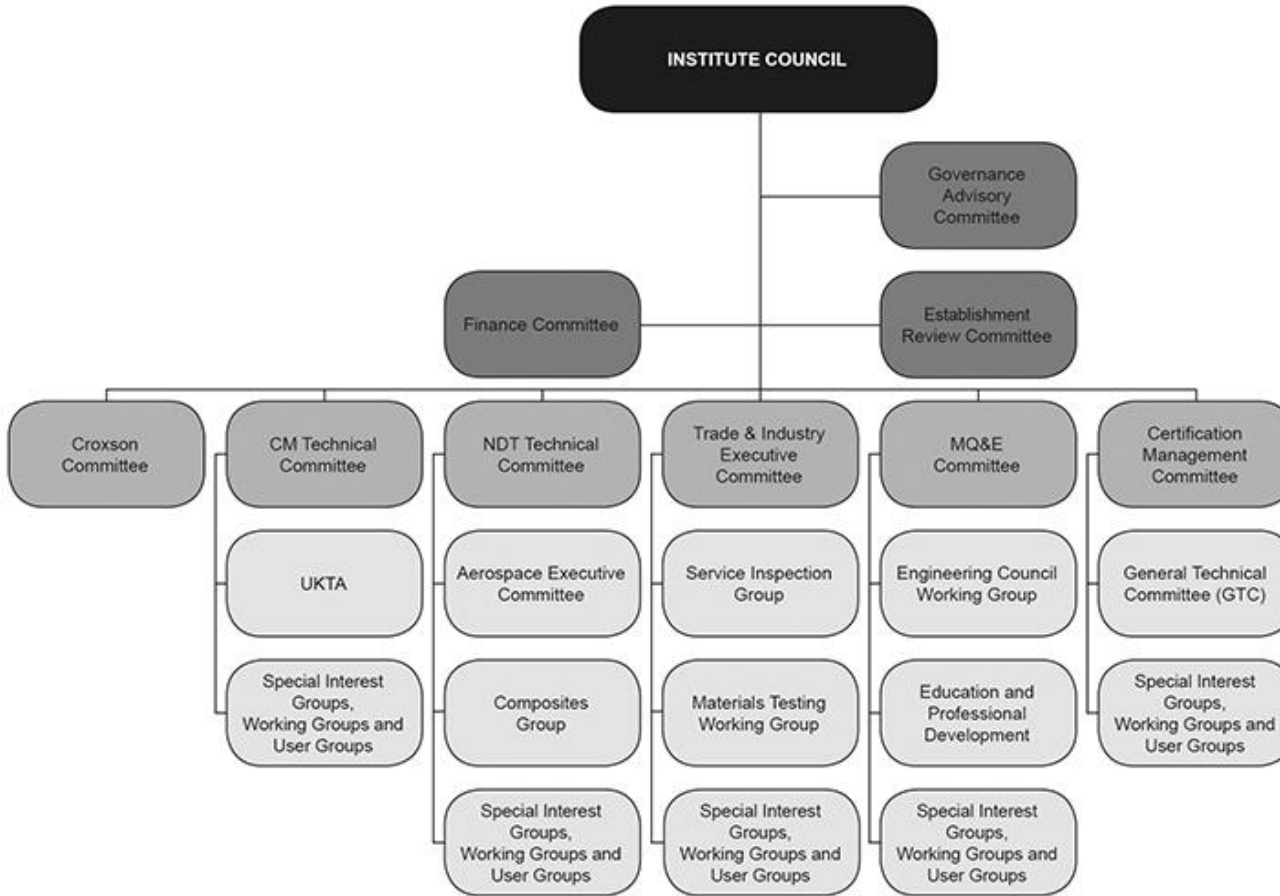 INSTITUTE COUNCIL
Governance
Advisory
Committee
Finance Committee
Establishment
Review Committee
Croxson
Committee
CM Technical
Committee
NDT Technical
Committee
Trade & Industry
Executive
Committee
MQ&E
Committee
Certification
Management
Committee
UKTA
Aerospace Executive
Committee
Service Inspection
Group
Engineering Council
Working Group
General Technical
Committee (GTC)
Special Interest
Groups,
Working Groups and
User Groups
Composites
Group
Materials Testing
Working Group
Education and
Professional
Development
Special Interest
Groups,
Working Groups and
User Groups
Special Interest
Groups,
Working Groups and
User Groups
Special Interest
Groups,
Working Groups and
User Groups
Special Interest
Groups,
Working Groups and
User Groups